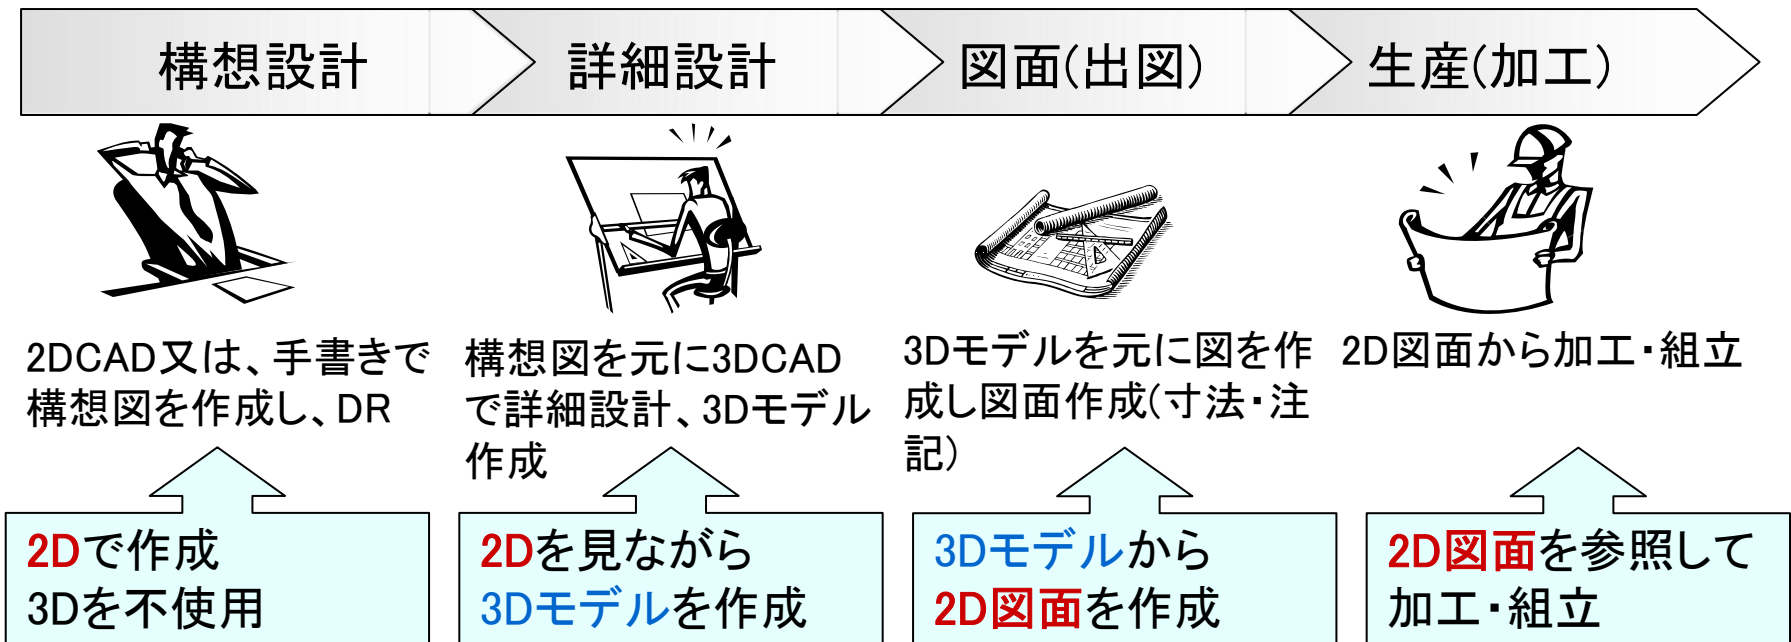 構想設計
詳細設計
図面(出図)
生産(加工)
2DCAD又は、手書きで
構想図を作成し、DR
構想図を元に3DCAD
で詳細設計、3Dモデル
作成
3Dモデルを元に図を作
成し図面作成(寸法・注
記)
2D図面から加工・組立
2Dで作成
3Dを不使用
2Dを見ながら
3Dモデルを作成
3Dモデルから
2D図面を作成
2D図面を参照して
加工・組立